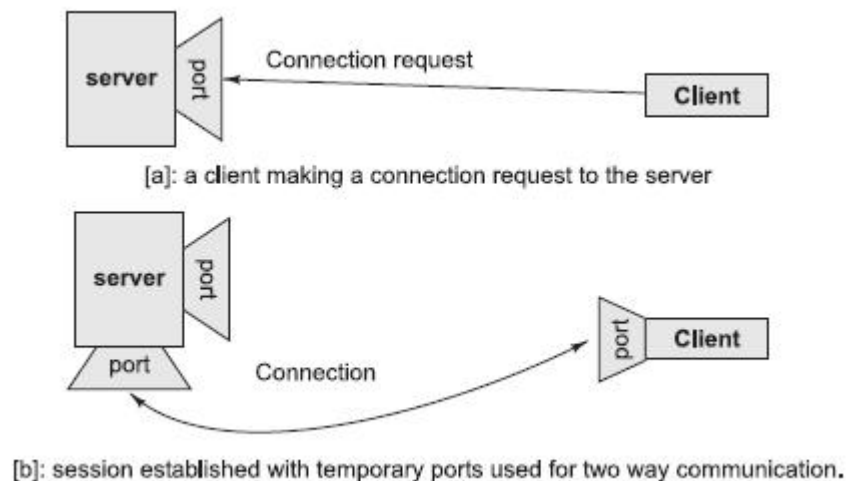 server
port
Connection request
Client
[a]: a client making a connection request to the server
server
port
port
Connection
port
Client
[b]: session established with temporary ports used for two way communication.